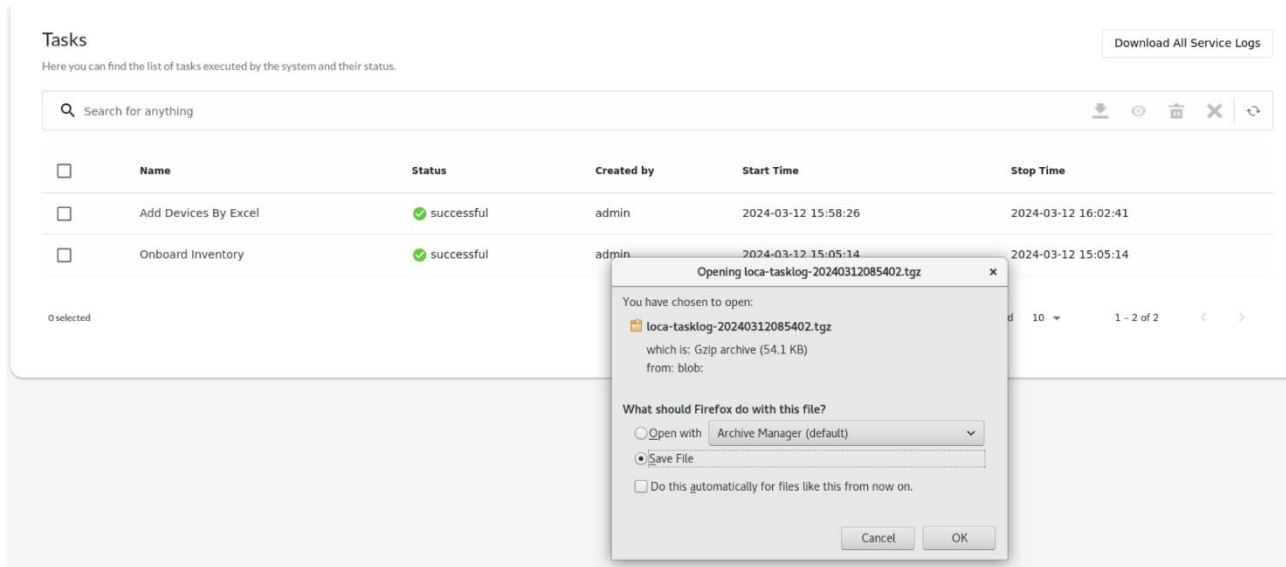 Tasks
Download All Service Logs
Here you can find the list of tasks executed by the system and their status.
Search for anything
Name Status Created by Start Time Stop Time
Add Devices By Excel successful admin 2024-03-12 15:58:26 2024-03-12 16:02:41
Onboard Inventory successful admin 2024-03-12 15:05:14 2024-03-12 15:05:14
0 selected
10
1 – 2 of 2
Opening loca-tasklog-20240312085402.tgz
You have chosen to open:
loca-tasklog-20240312085402.tgz
which is: Gzip archive (54.1 KB)
from: blob:
What should Firefox do with this file?
Open with Archive Manager (default)
Save File
Do this automatically for files like this from now on.
Cancel OK